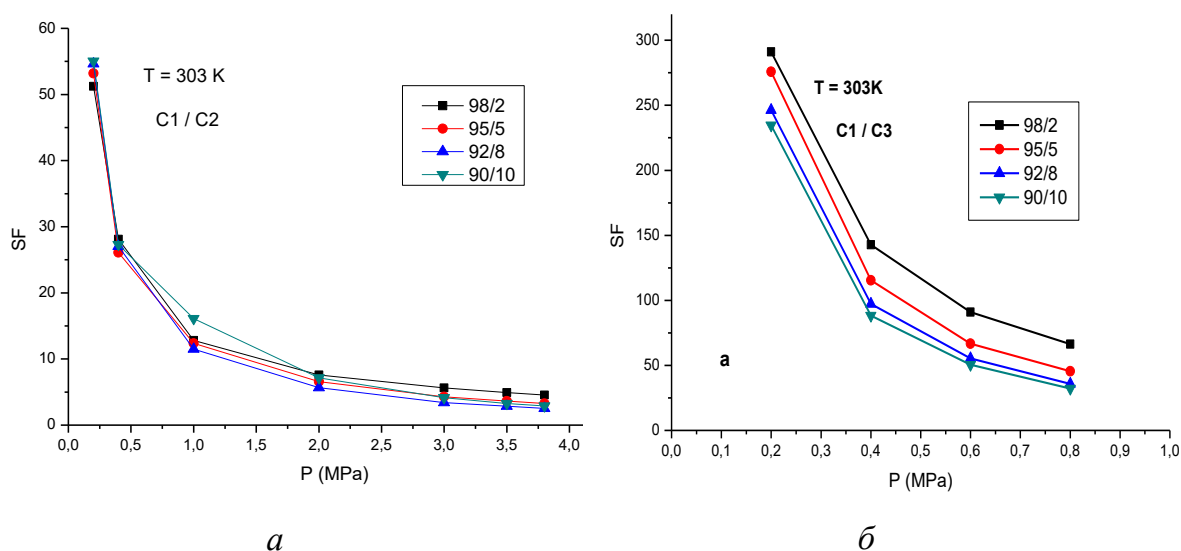 60
50
40
30
20
10
0
SF
T = 303 K
C1 / C2
98/2
95/5
92/8
90/10
0,0 0,5 1,0 1,5 2,0 2,5 3,0 3,5 4,0
P (MPa)
а
300
250
200
150
100
50
0
SF
T = 303K
C1 / C3
98/2
95/5
92/8
90/10
a
0,0 0,1 0,2 0,3 0,4 0,5 0,6 0,7 0,8 0,9 1,0
P (MPa)
б